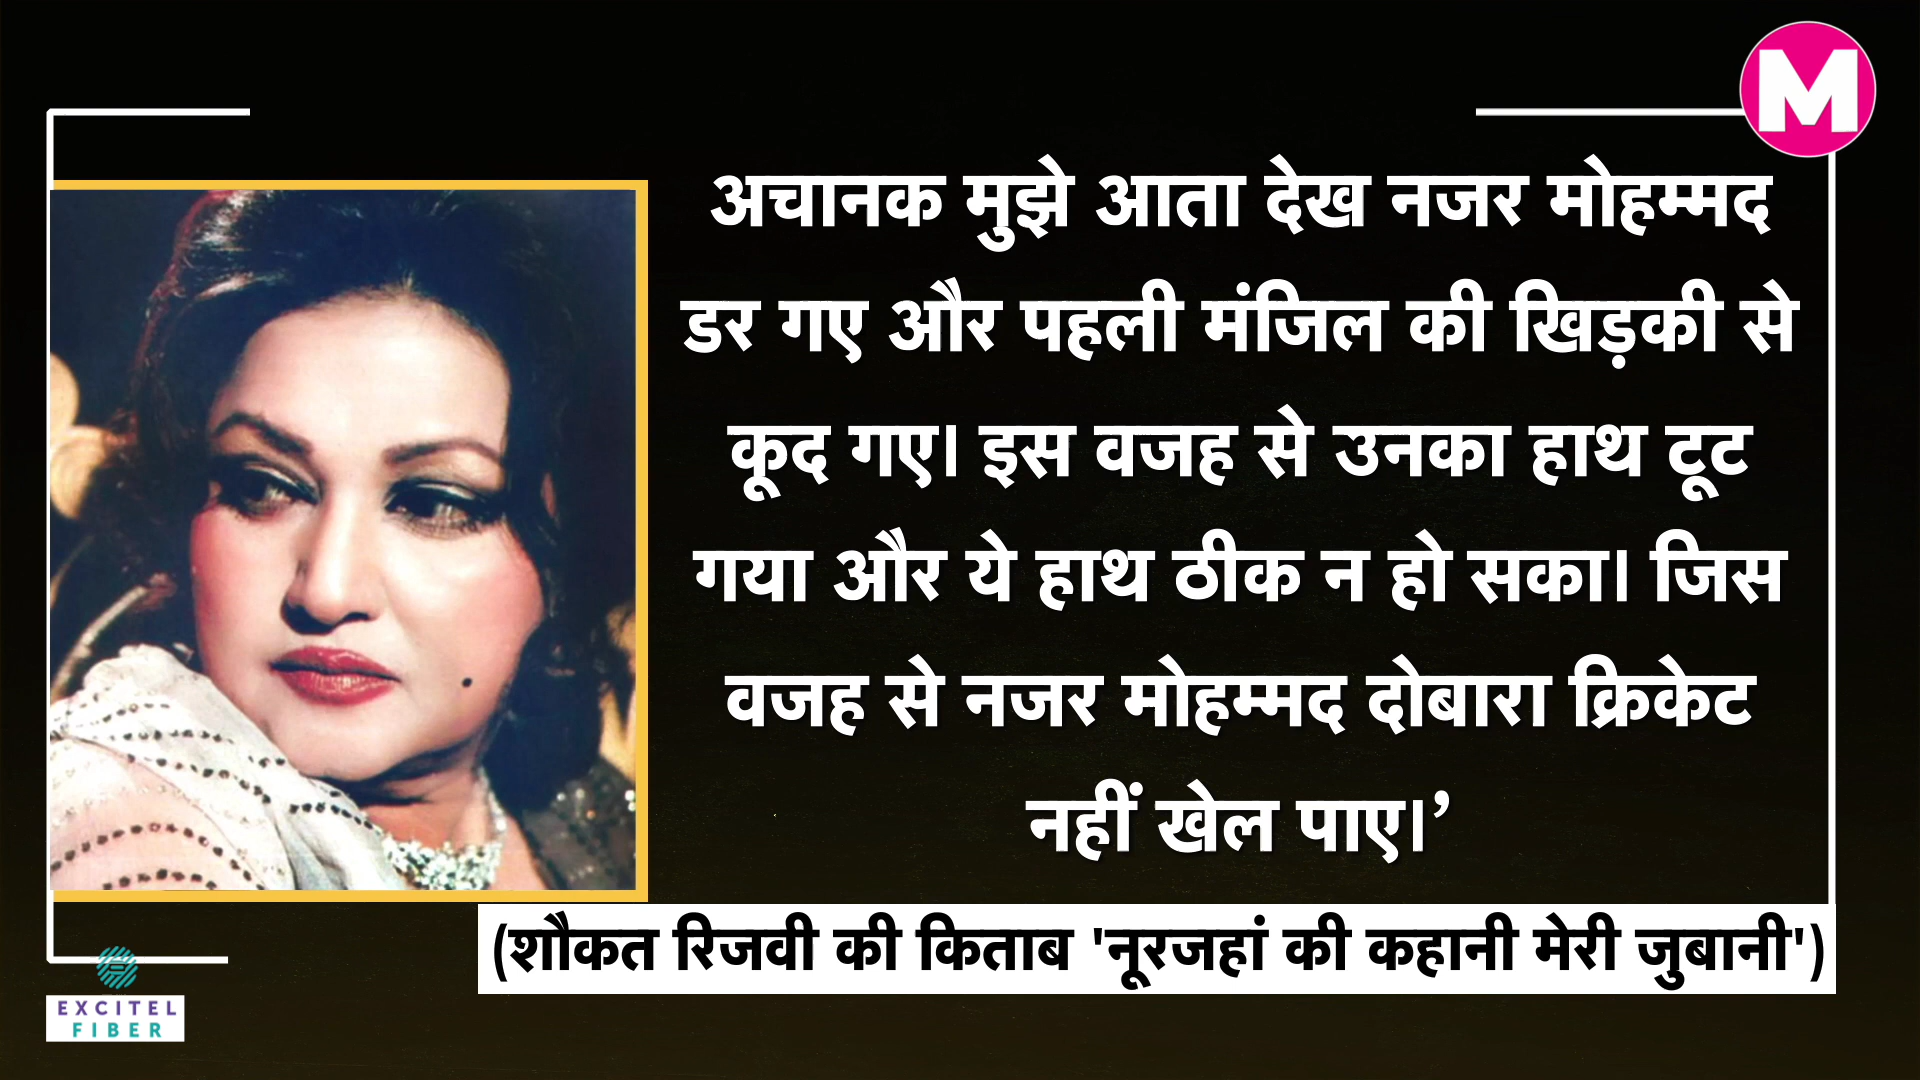 M
अचानक मुझे आता देख नजर मोहम्मद
डर गए और पहली मंजिल की खिड़की से
कूद गए। इस वजह से उनका हाथ टूट
गया और ये हाथ ठीक न हो सका। जिस
वजह से नजर मोहम्मद दोबारा क्रिकेट
नहीं खेल पाए।’
(शौकत रिजवी की किताब 'नूरजहां की कहानी मेरी जुबानी')
EXCITEL
FIBER